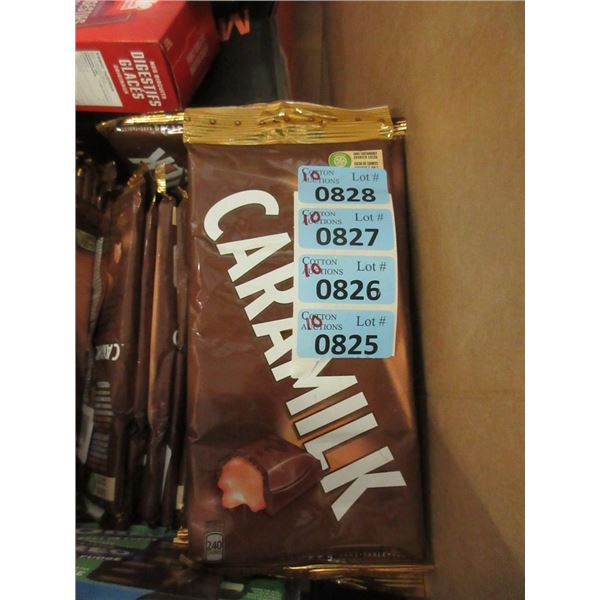 DIGESTIFS
GLACÉS
10
COTTON
AUCTIONS
Lot #
0828
10
COTTON
AUCTIONS
Lot #
0827
10
COTTON
AUCTIONS
Lot #
0826
10
COTTON
AUCTIONS
Lot #
0825
CARAMILK
240